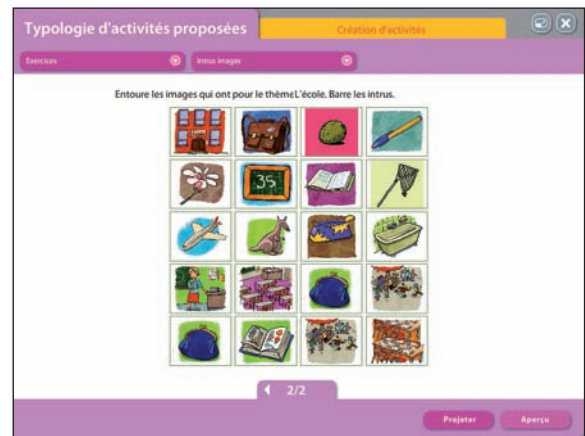 Typologie d'activités proposées
Création d'activités
Exercices
Intrus images
Entoure les images qui ont pour le thèmeL'école. Barre les intrus.
35
2/2
Projeter
Aperçu